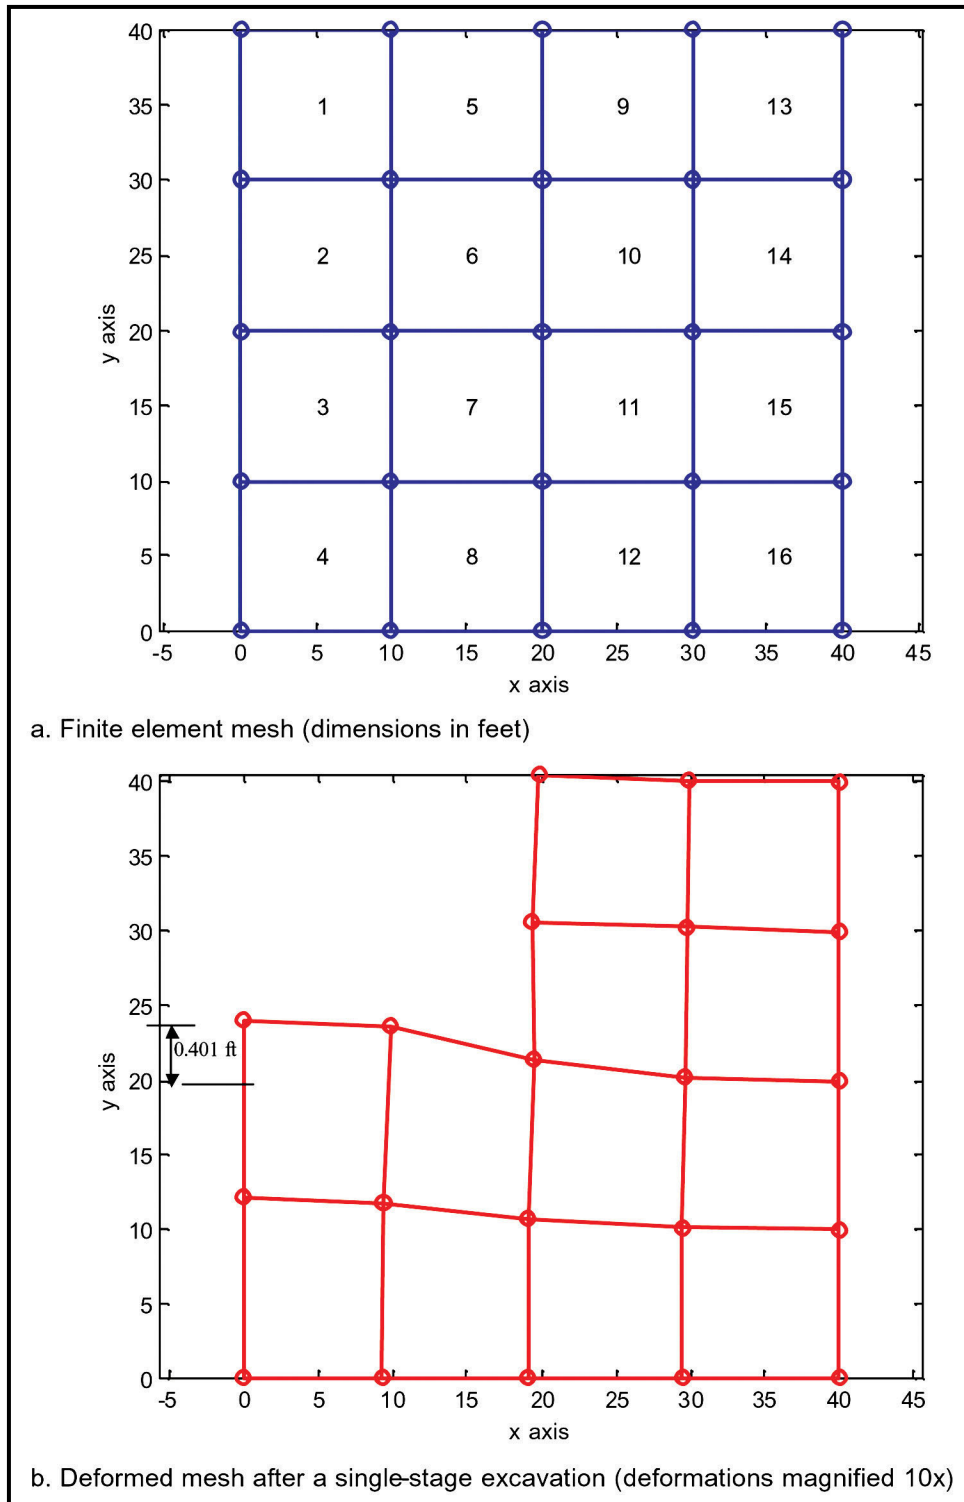 40
35
30
25
20
15
10
5
0
y axis
1 5 9 13
2 6 10 14
3 7 11 15
4 8 12 16
-5 0 5 10 15 20 25 30 35 40 45
x axis
a. Finite element mesh (dimensions in feet)
40
35
30
25
20
15
10
5
0
y axis
0.401 ft
-5 0 5 10 15 20 25 30 35 40 45
x axis
b. Deformed mesh after a single-stage excavation (deformations magnified 10x)